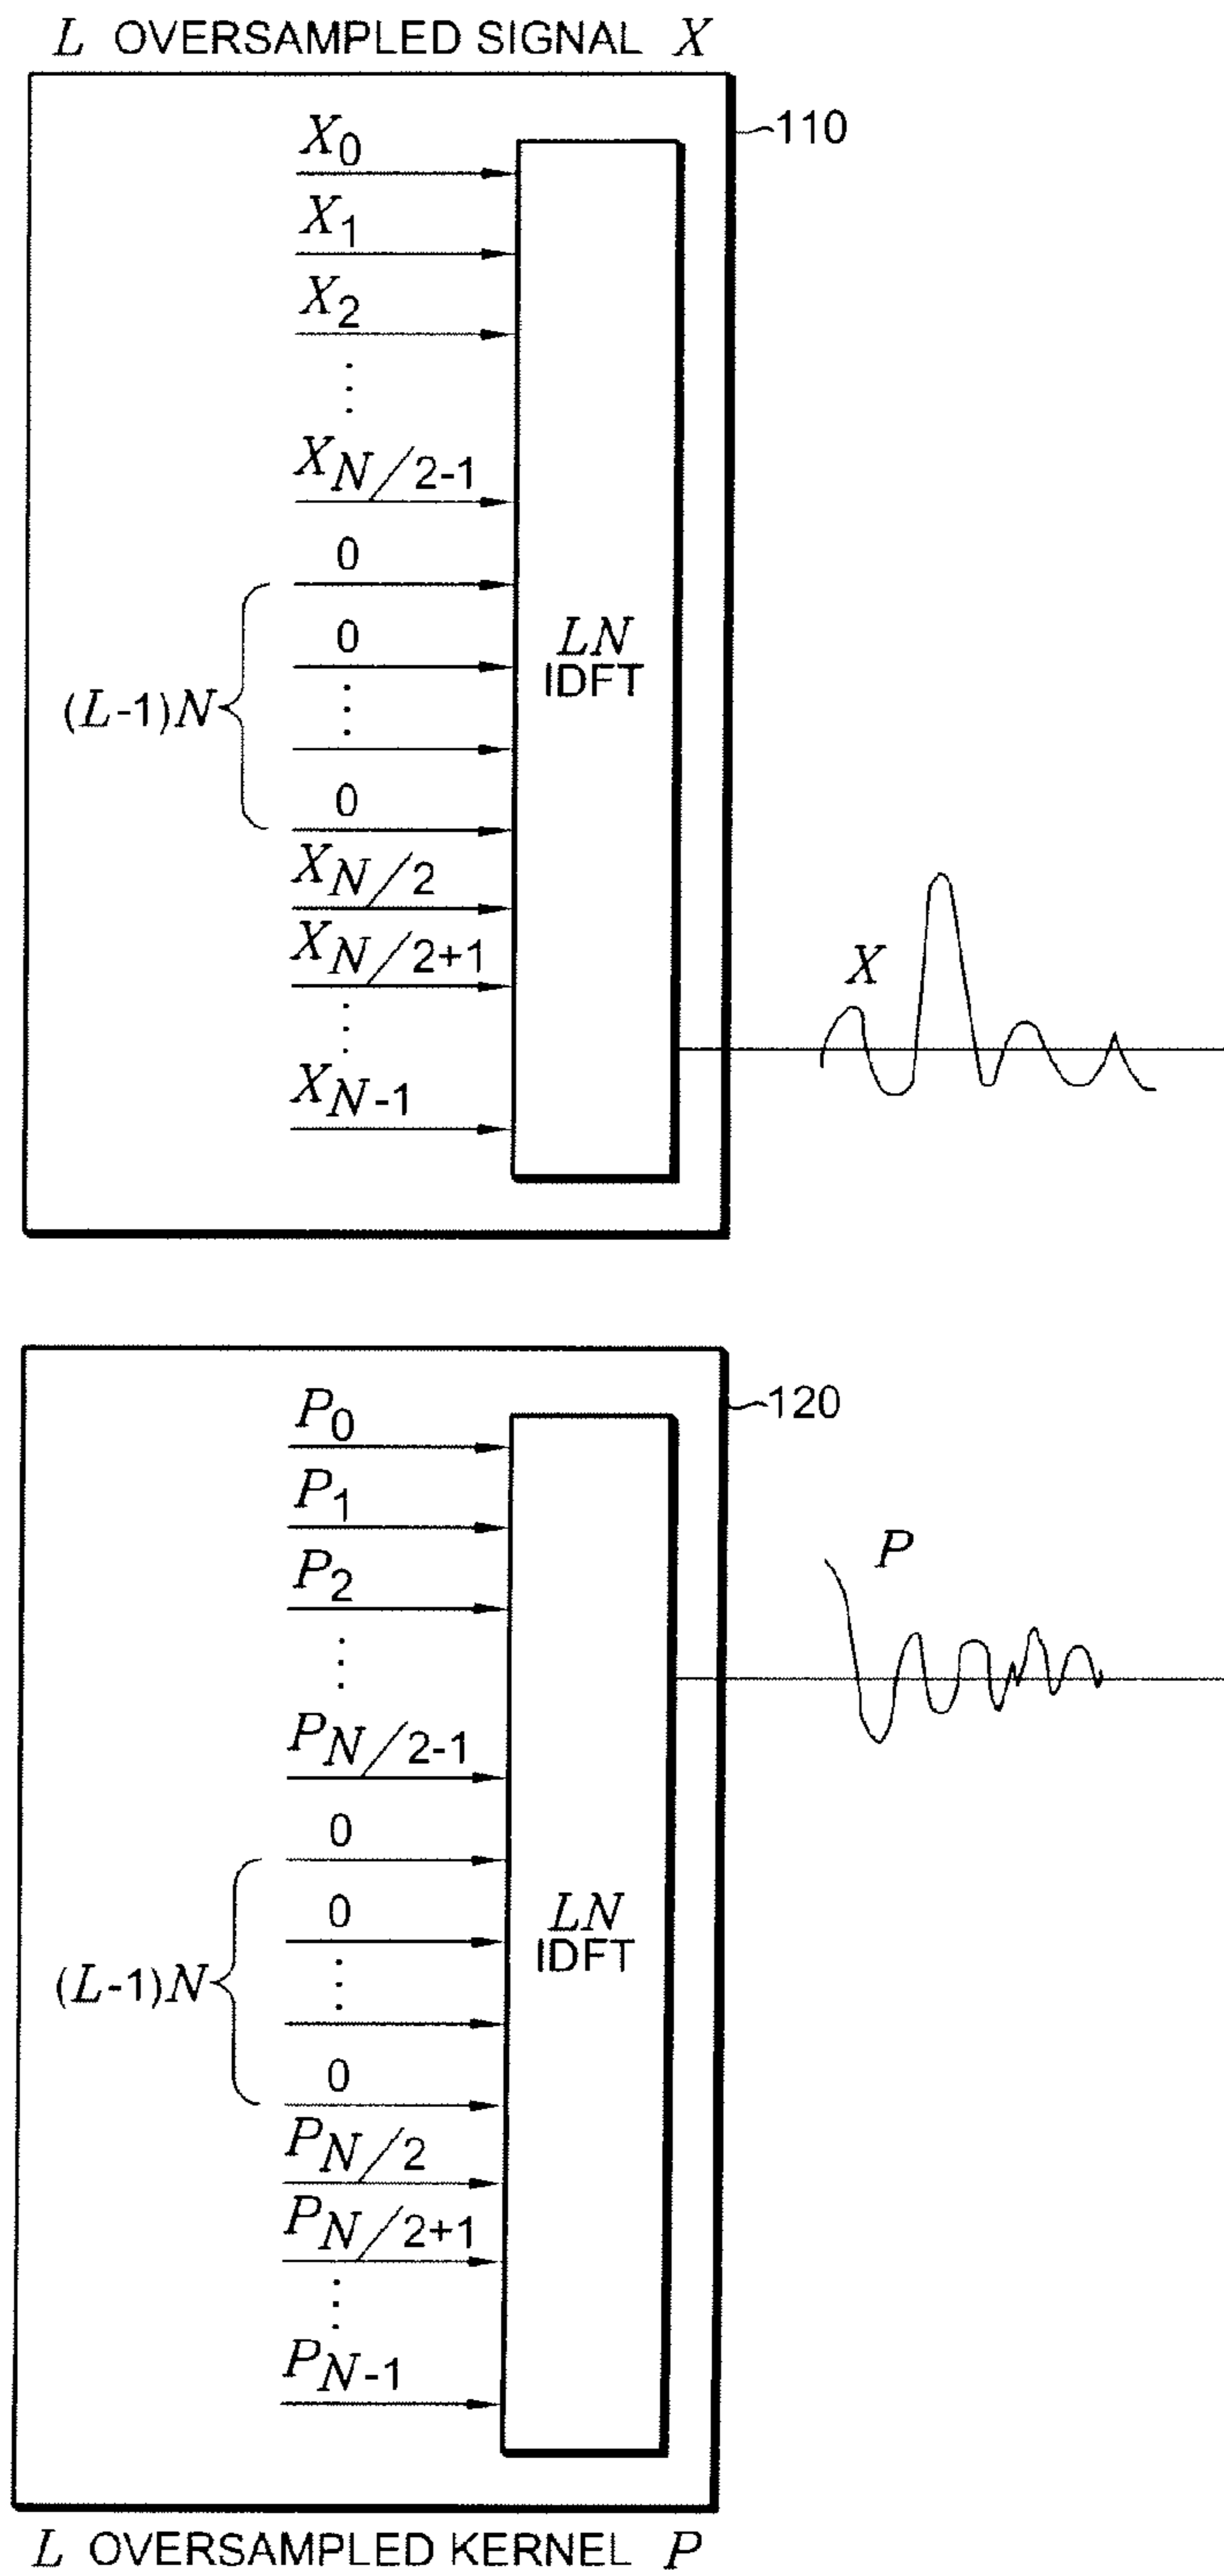 L OVERSAMPLED SIGNAL X
110
X0
X1
X2
⋮
XN/2-1
0
0
⋮
(L-1)N
0
XN/2
XN/2+1
⋮
XN-1
LN
IDFT
X
120
P0
P1
P2
⋮
PN/2-1
0
0
⋮
(L-1)N
0
PN/2
PN/2+1
⋮
PN-1
LN
IDFT
P
L OVERSAMPLED KERNEL P